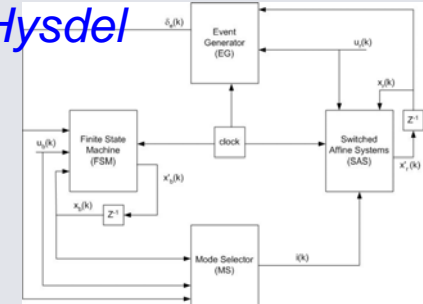 Hysdel
δe(k)
Event
Generator
(EG)
ur(k)
xr(k)
Z-1
x'r(k)
clock
Finite State
Machine
(FSM)
ub(k)
x'b(k)
xb(k)
Z-1
Switched
Affine Systems
(SAS)
Mode Selector
(MS)
i(k)